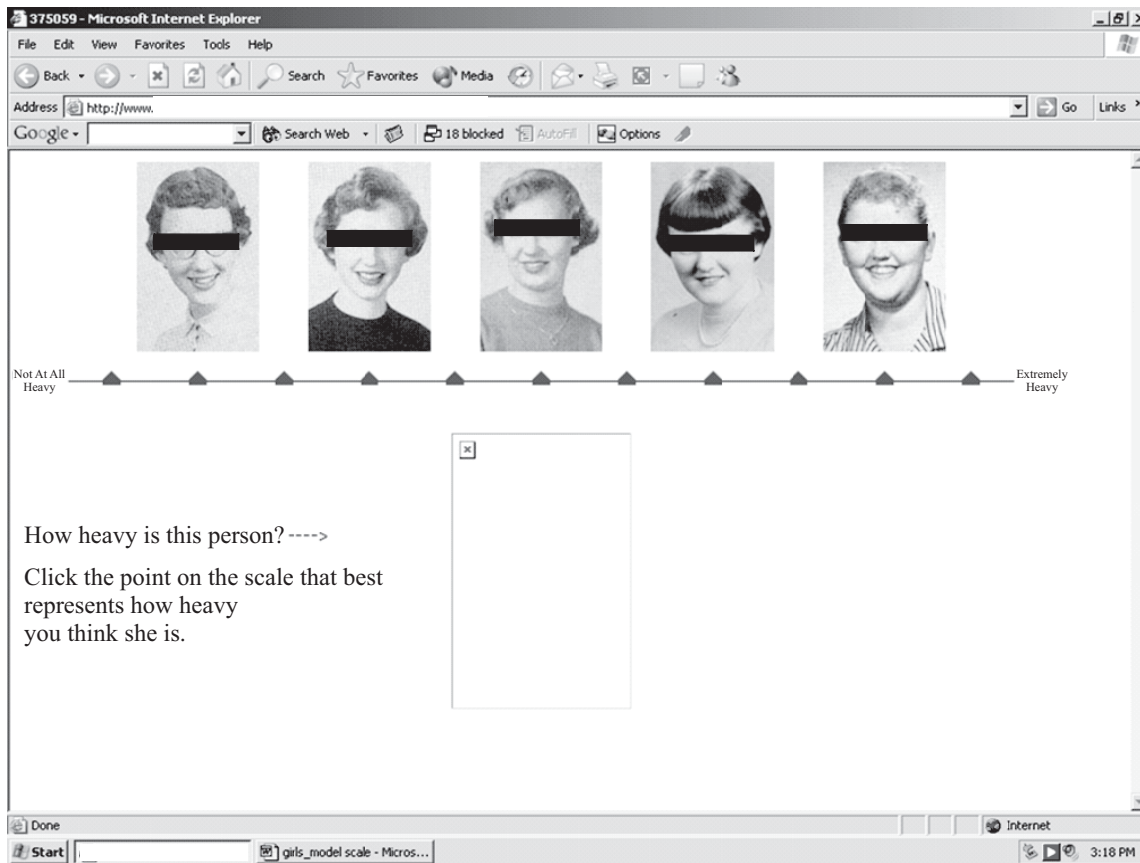 375059 - Microsoft Internet Explorer
File Edit View Favorites Tools Help
Back Search Favorites Media
Address http://www. Go Links
Google Search Web 18 blocked AutoFill Options
Not At All
Heavy
Extremely
Heavy
How heavy is this person? ---->
Click the point on the scale that best
represents how heavy
you think she is.
Done Internet
Start girls_model scale - Micros... 3:18 PM